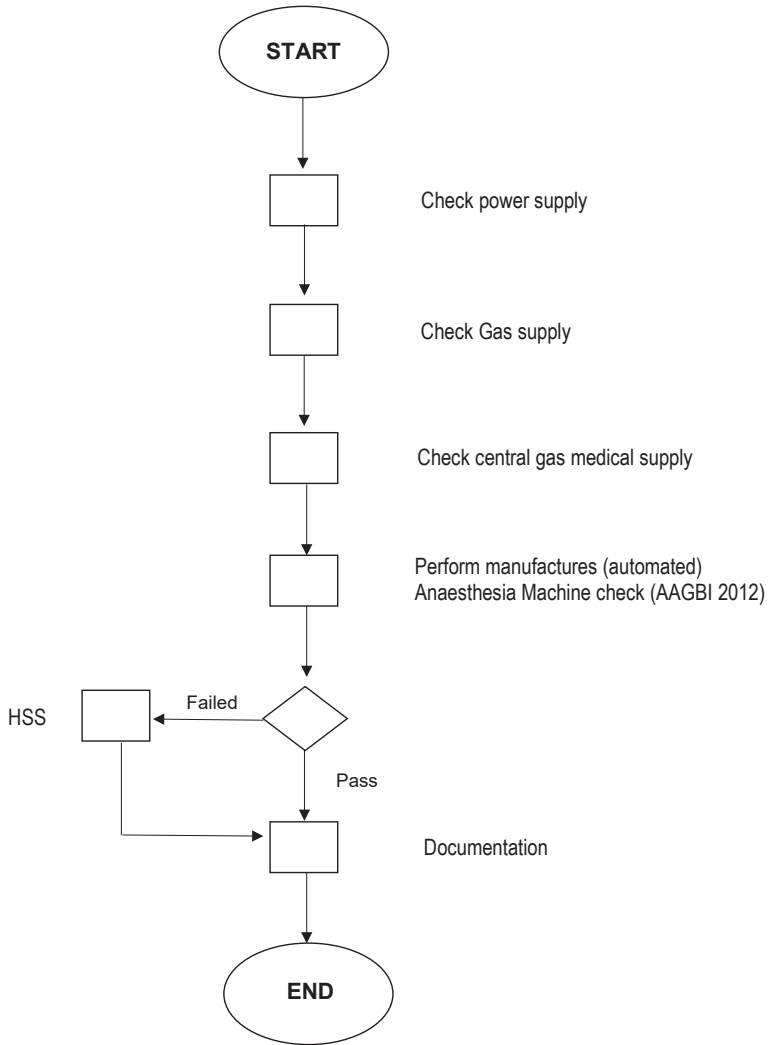 START
Check power supply
Check Gas supply
Check central gas medical supply
Perform manufactures (automated)
Anaesthesia Machine check (AAGBI 2012)
HSS
Failed
Pass
Documentation
END